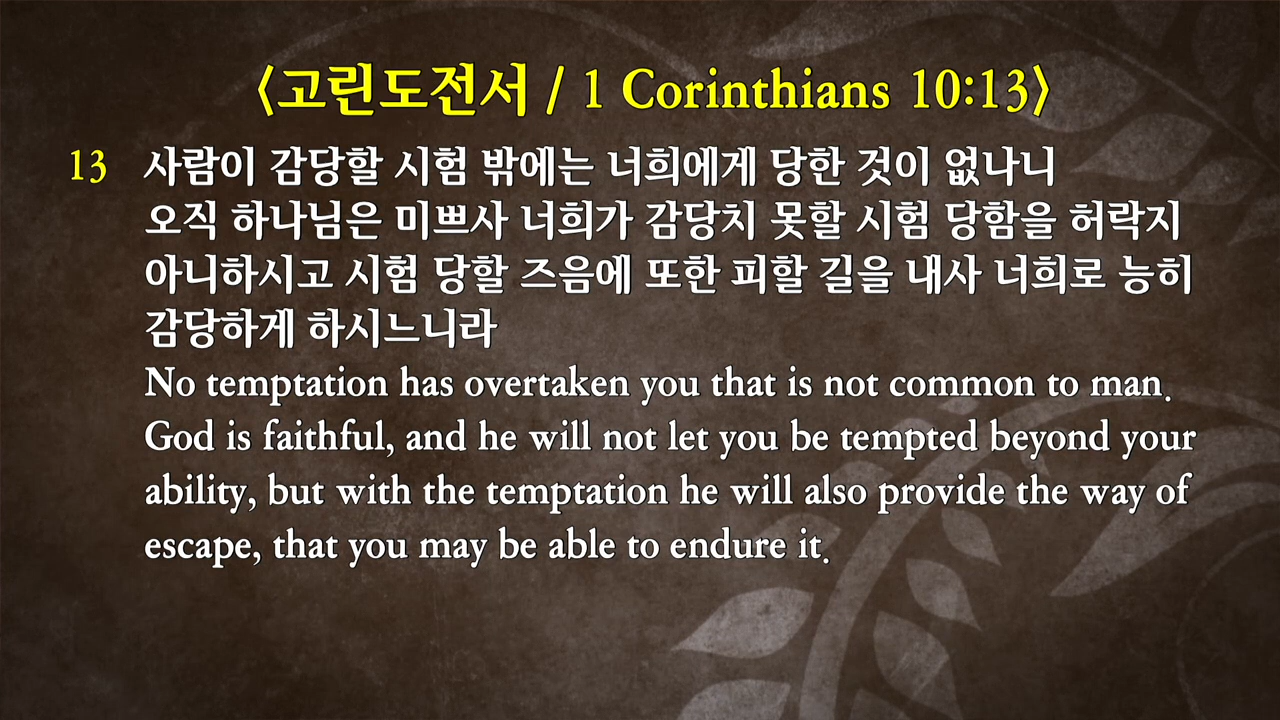 〈고린도전서 / 1 Corinthians 10:13〉
13 사람이 감당할 시험 밖에는 너희에게 당한 것이 없나니
오직 하나님은 미쁘사 너희가 감당치 못할 시험 당함을 허락지
아니하시고 시험 당할 즈음에 또한 피할 길을 내사 너희로 능히
감당하게 하시느니라
No temptation has overtaken you that is not common to man.
God is faithful, and he will not let you be tempted beyond your
ability, but with the temptation he will also provide the way of
escape, that you may be able to endure it.